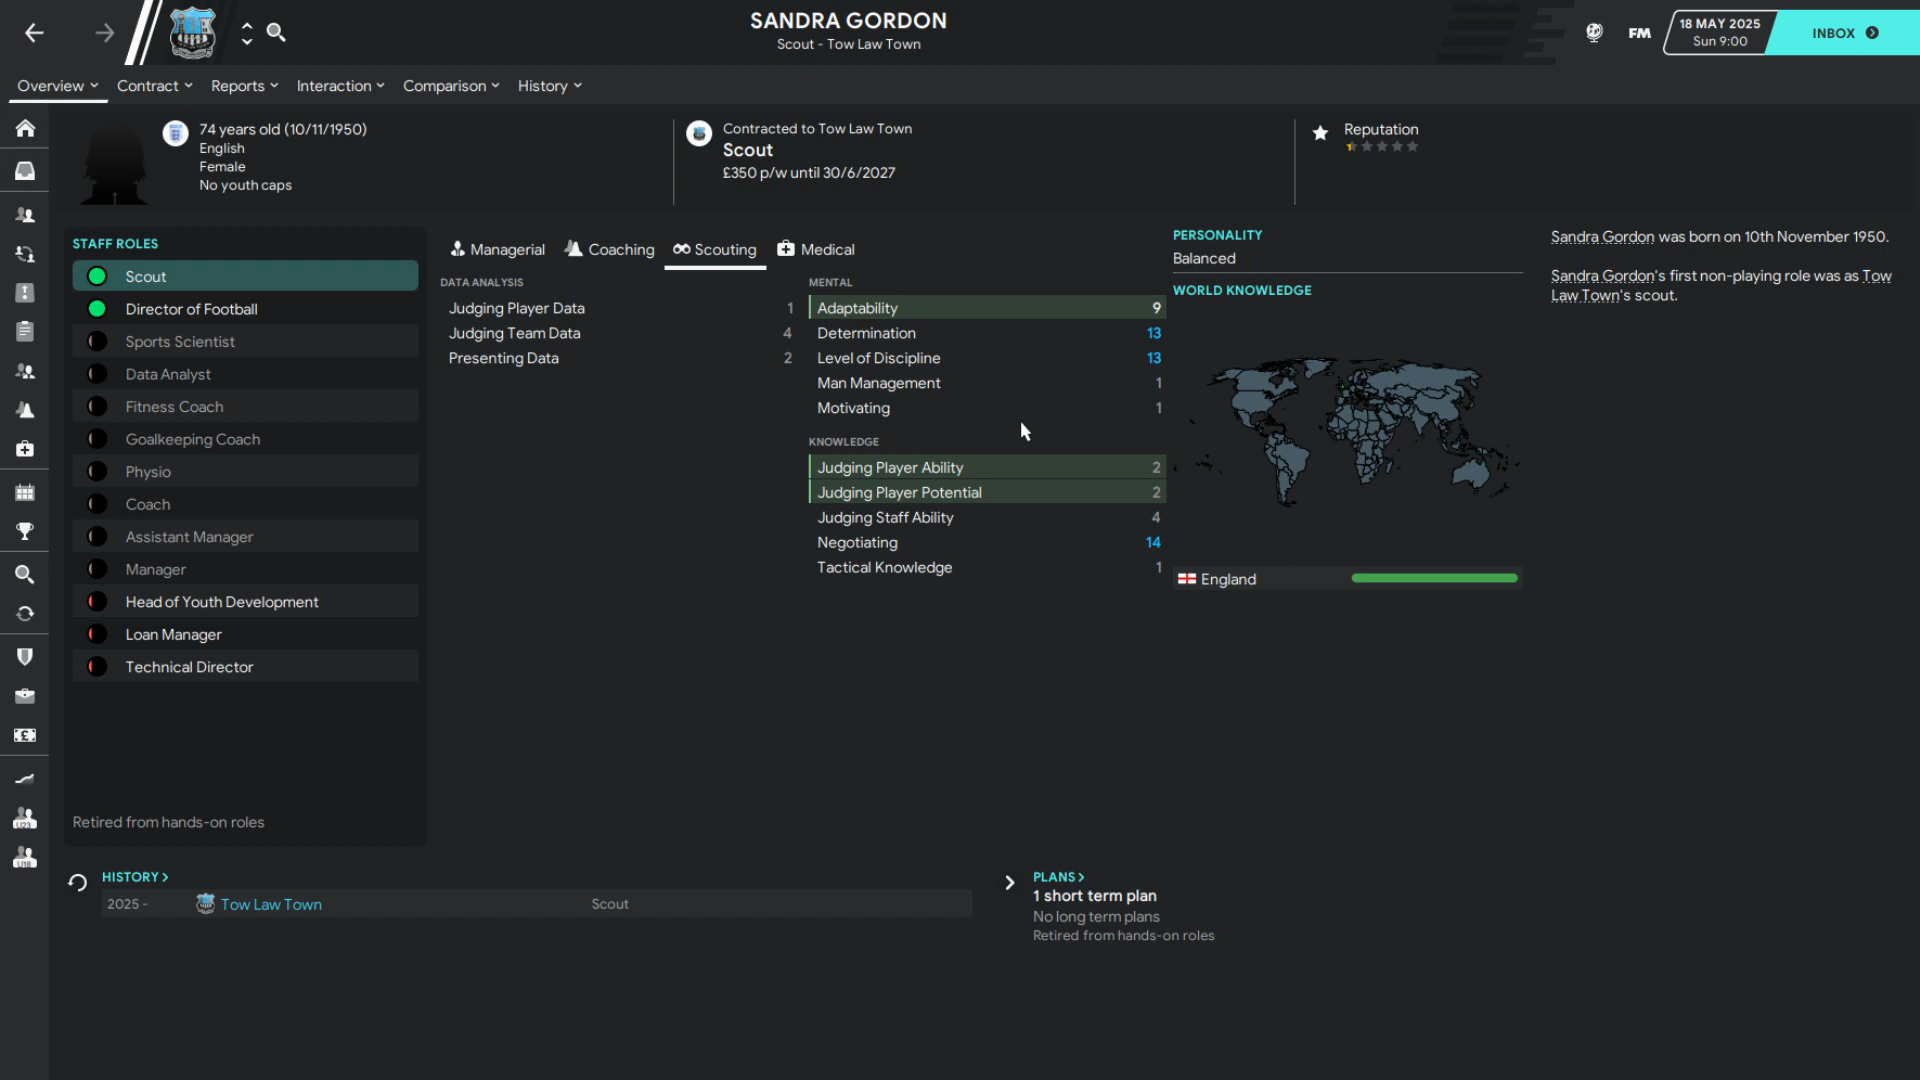 SANDRA GORDON
Scout - Tow Law Town
FM
18 MAY 2025
Sun 9:00
INBOX
Overview
Contract
Reports
Interaction
Comparison
History
74 years old (10/11/1950)
English
Female
No youth caps
Contracted to Tow Law Town
Scout
£350 p/w until 30/6/2027
Reputation
STAFF ROLES
Scout
Director of Football
Sports Scientist
Data Analyst
Fitness Coach
Goalkeeping Coach
Physio
Coach
Assistant Manager
Manager
Head of Youth Development
Loan Manager
Technical Director
Retired from hands-on roles
Managerial
Coaching
Scouting
Medical
DATA ANALYSIS
Judging Player Data 1
Judging Team Data 4
Presenting Data 2
MENTAL
Adaptability 9
Determination 13
Level of Discipline 13
Man Management 1
Motivating 1
KNOWLEDGE
Judging Player Ability 2
Judging Player Potential 2
Judging Staff Ability 4
Negotiating 14
Tactical Knowledge 1
PERSONALITY
Balanced
WORLD KNOWLEDGE
England
Sandra Gordon was born on 10th November 1950.
Sandra Gordon's first non-playing role was as Tow
Law Town's scout.
U23
U18
HISTORY >
2025 - Tow Law Town Scout
PLANS >
1 short term plan
No long term plans
Retired from hands-on roles